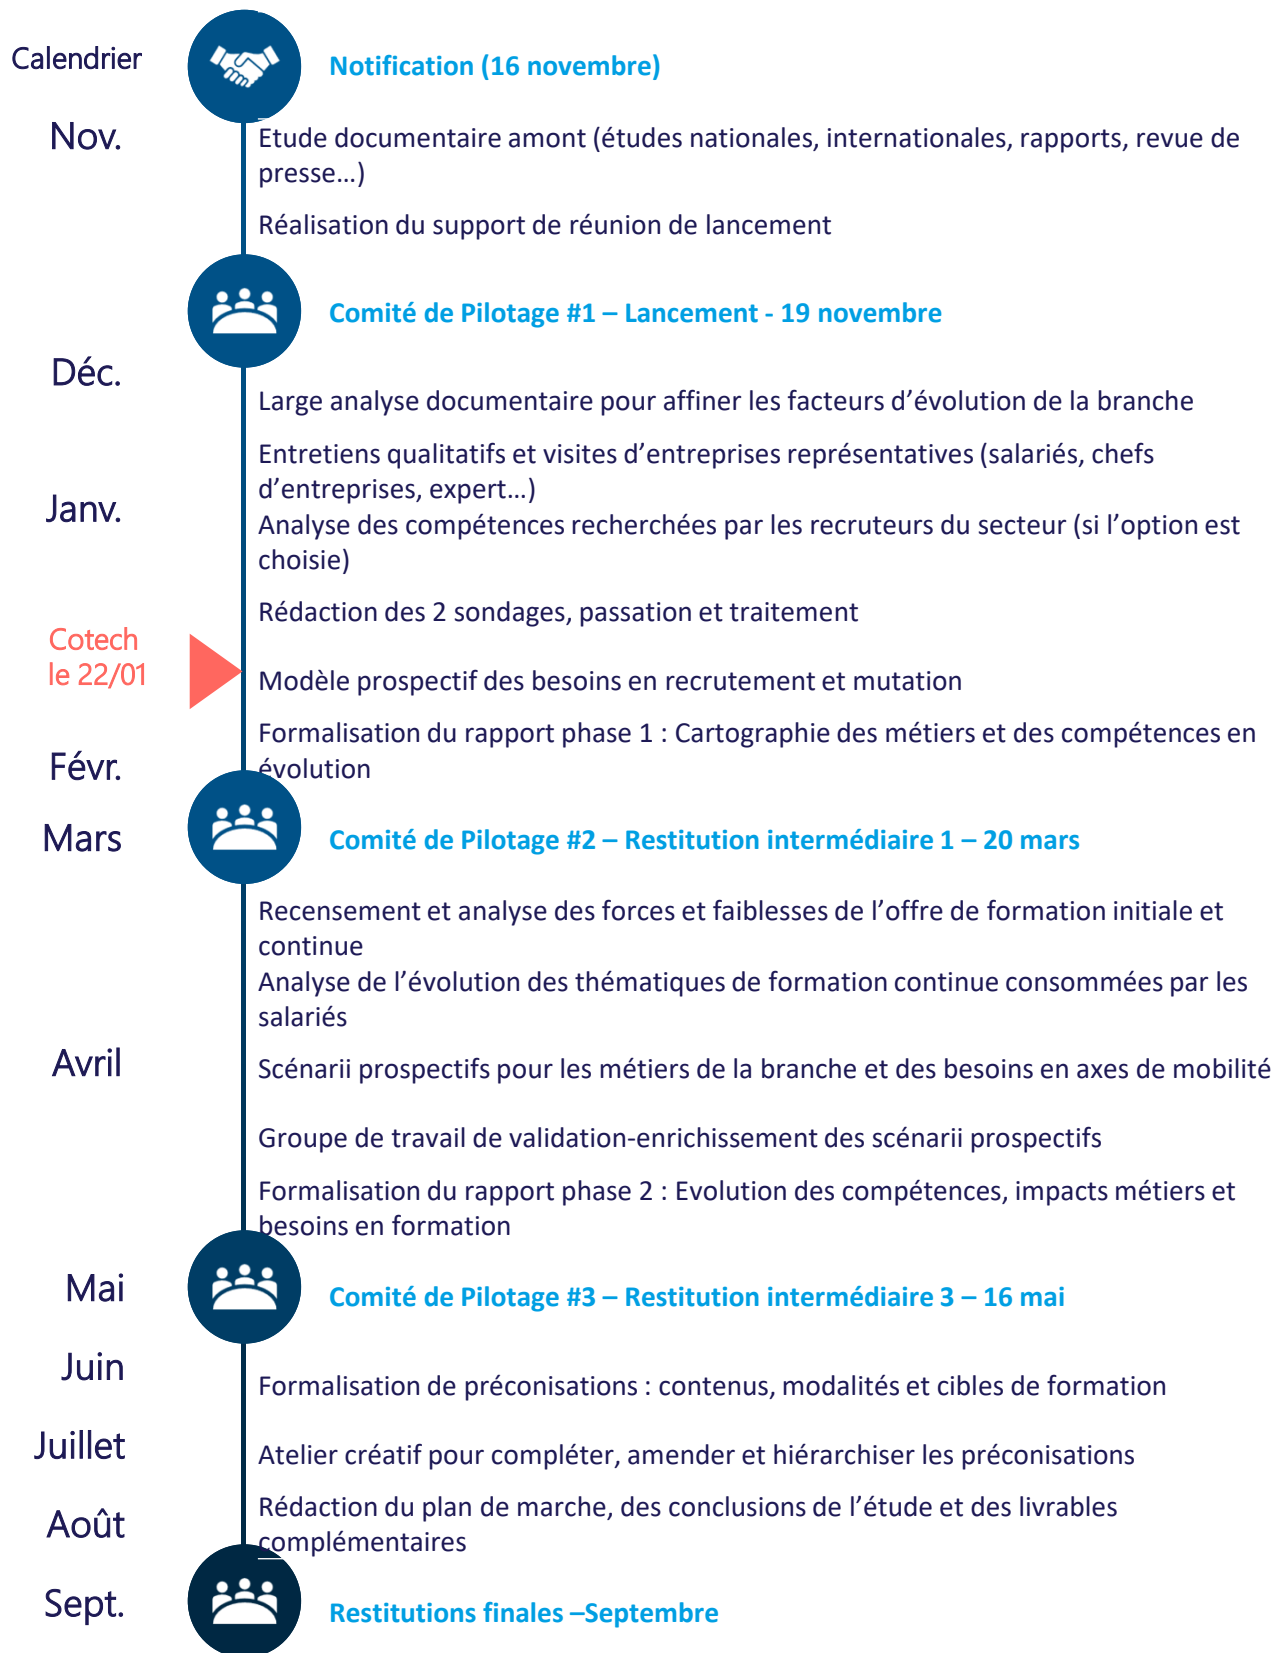 Calendrier
Notification (16 novembre)
Nov.
Etude documentaire amont (études nationales, internationales, rapports, revue de
presse…)
Réalisation du support de réunion de lancement
Comité de Pilotage #1 – Lancement - 19 novembre
Déc.
Large analyse documentaire pour affiner les facteurs d’évolution de la branche
Entretiens qualitatifs et visites d’entreprises représentatives (salariés, chefs
d’entreprises, expert…)
Janv.
Analyse des compétences recherchées par les recruteurs du secteur (si l’option est
choisie)
Rédaction des 2 sondages, passation et traitement
Cotech
le 22/01
Modèle prospectif des besoins en recrutement et mutation
Formalisation du rapport phase 1 : Cartographie des métiers et des compétences en
évolution
Févr.
Mars
Comité de Pilotage #2 – Restitution intermédiaire 1 – 20 mars
Recensement et analyse des forces et faiblesses de l’offre de formation initiale et
continue
Analyse de l’évolution des thématiques de formation continue consommées par les
salariés
Avril
Scénarii prospectifs pour les métiers de la branche et des besoins en axes de mobilité
Groupe de travail de validation-enrichissement des scénarii prospectifs
Formalisation du rapport phase 2 : Evolution des compétences, impacts métiers et
besoins en formation
Mai
Comité de Pilotage #3 – Restitution intermédiaire 3 – 16 mai
Juin
Formalisation de préconisations : contenus, modalités et cibles de formation
Juillet
Atelier créatif pour compléter, amender et hiérarchiser les préconisations
Août
Rédaction du plan de marche, des conclusions de l’étude et des livrables
complémentaires
Sept.
Restitutions finales –Septembre